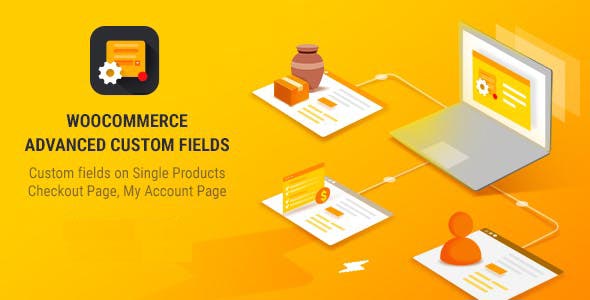 WOOCOMMERCE
ADVANCED CUSTOM FIELDS
Custom fields on Single Products
Checkout Page, My Account Page